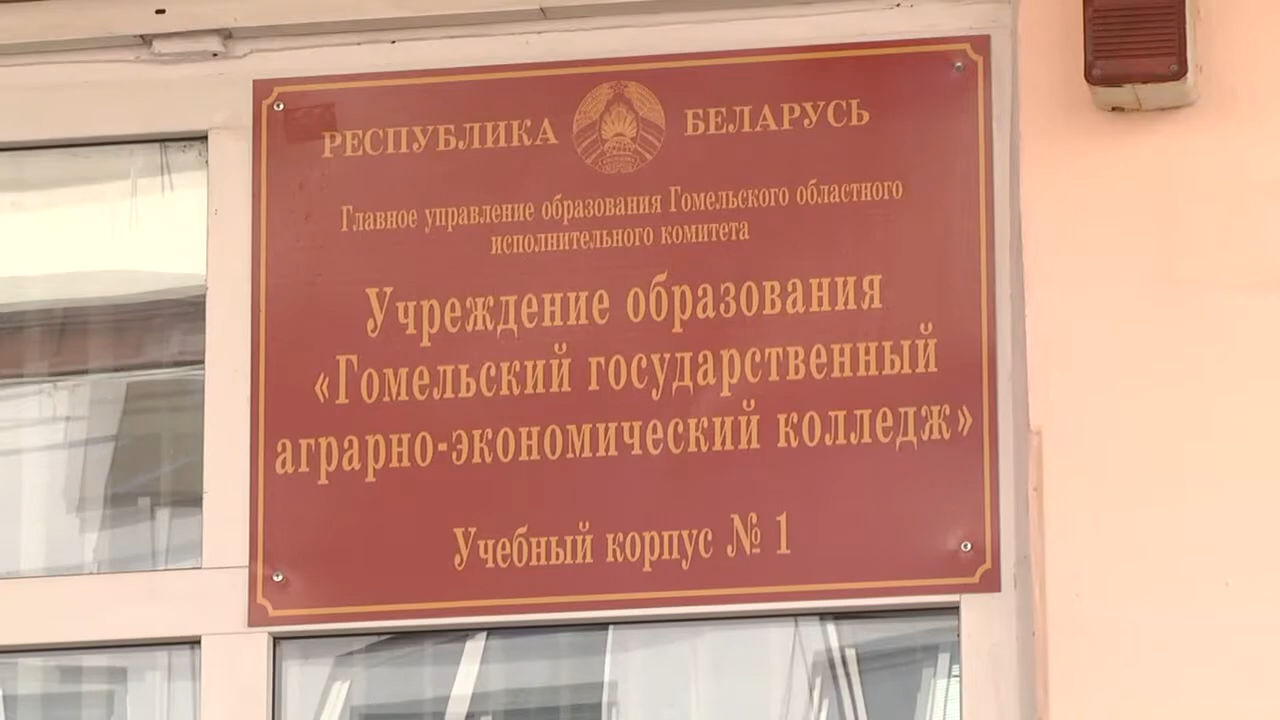 РЕСПУБЛИКА БЕЛАРУСЬ
Главное управление образования Гомельского областного
исполнительного комитета
Учреждение образования
«Гомельский государственный
аграрно-экономический колледж»
Учебный корпус № 1